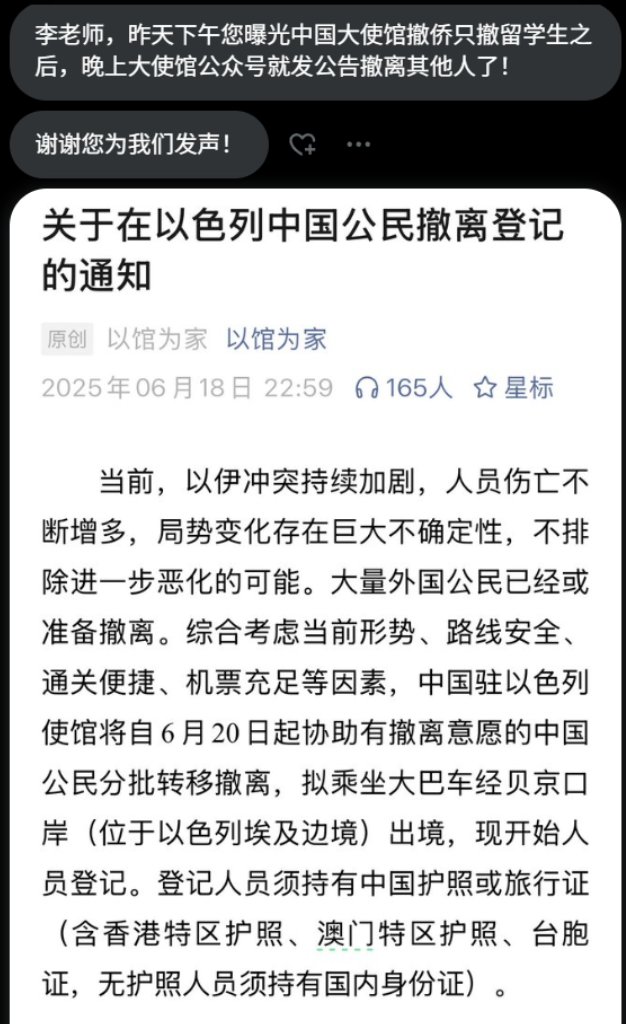 李老师，昨天下午您曝光中国大使馆撤侨只撤留学生之
后，晚上大使馆公众号就发公告撤离其他人了！
谢谢您为我们发声！
关于在以色列中国公民撤离登记
的通知
原创 以馆为家 以馆为家
2025年06月18日 22:59 165人 星标
当前，以伊冲突持续加剧，人员伤亡不
断增多，局势变化存在巨大不确定性，不排
除进一步恶化的可能。大量外国公民已经或
准备撤离。综合考虑当前形势、路线安全、
通关便捷、机票充足等因素，中国驻以色列
使馆将自6月20日起协助有撤离意愿的中国
公民分批转移撤离，拟乘坐大巴车经贝京口
岸（位于以色列埃及边境）出境，现开始人
员登记。登记人员须持有中国护照或旅行证
（含香港特区护照、澳门特区护照、台胞
证，无护照人员须持有国内身份证）。